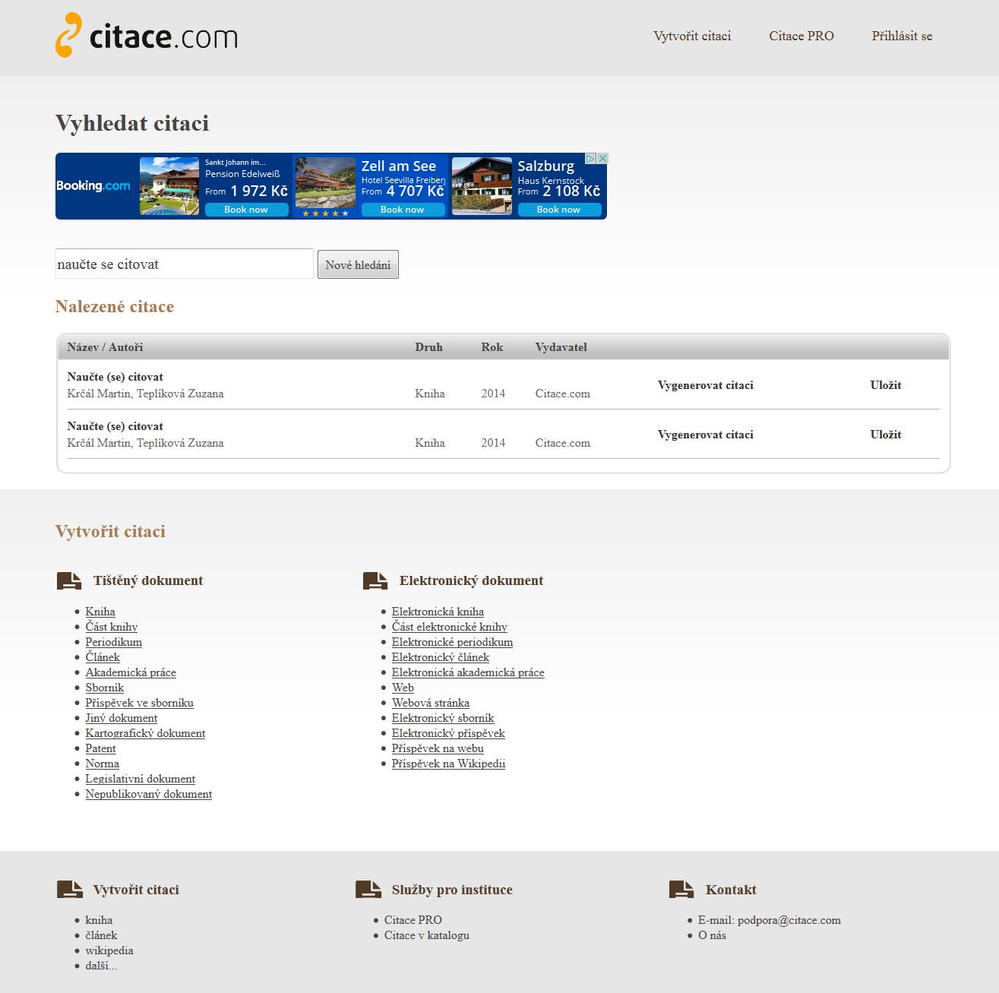 citace.com
Vytvořit citaci Citace PRO Přihlásit se
Vyhledat citaci
Booking.com
Sankt Johann im...
Pension Edelweiß
From 1 972 Kč
Book now
Zell am See
Hotel Seevilla Freiber
From 4 707 Kč
Book now
Salzburg
Haus Kernstock
From 2 108 Kč
Book now
naučte se citovat Nové hledání
Nalezené citace
Název / Autoři Druh Rok Vydavatel
Naučte (se) citovat
Krčál Martin, Teplíková Zuzana Kniha 2014 Citace.com Vygenerovat citaci Uložit
Naučte (se) citovat
Krčál Martin, Teplíková Zuzana Kniha 2014 Citace.com Vygenerovat citaci Uložit
Vytvořit citaci
Tištěný dokument
Kniha
Část knihy
Periodikum
Článek
Akademická práce
Sborník
Příspěvek ve sborníku
Jiný dokument
Kartografický dokument
Patent
Norma
Legislativní dokument
Nepublikovaný dokument
Elektronický dokument
Elektronická kniha
Část elektronické knihy
Elektronické periodikum
Elektronický článek
Elektronická akademická práce
Web
Webová stránka
Elektronický sborník
Elektronický příspěvek
Příspěvek na webu
Příspěvek na Wikipedii
Vytvořit citaci
kniha
článek
wikipedia
další...
Služby pro instituce
Citace PRO
Citace v katalogu
Kontakt
E-mail: podpora@citace.com
O nás